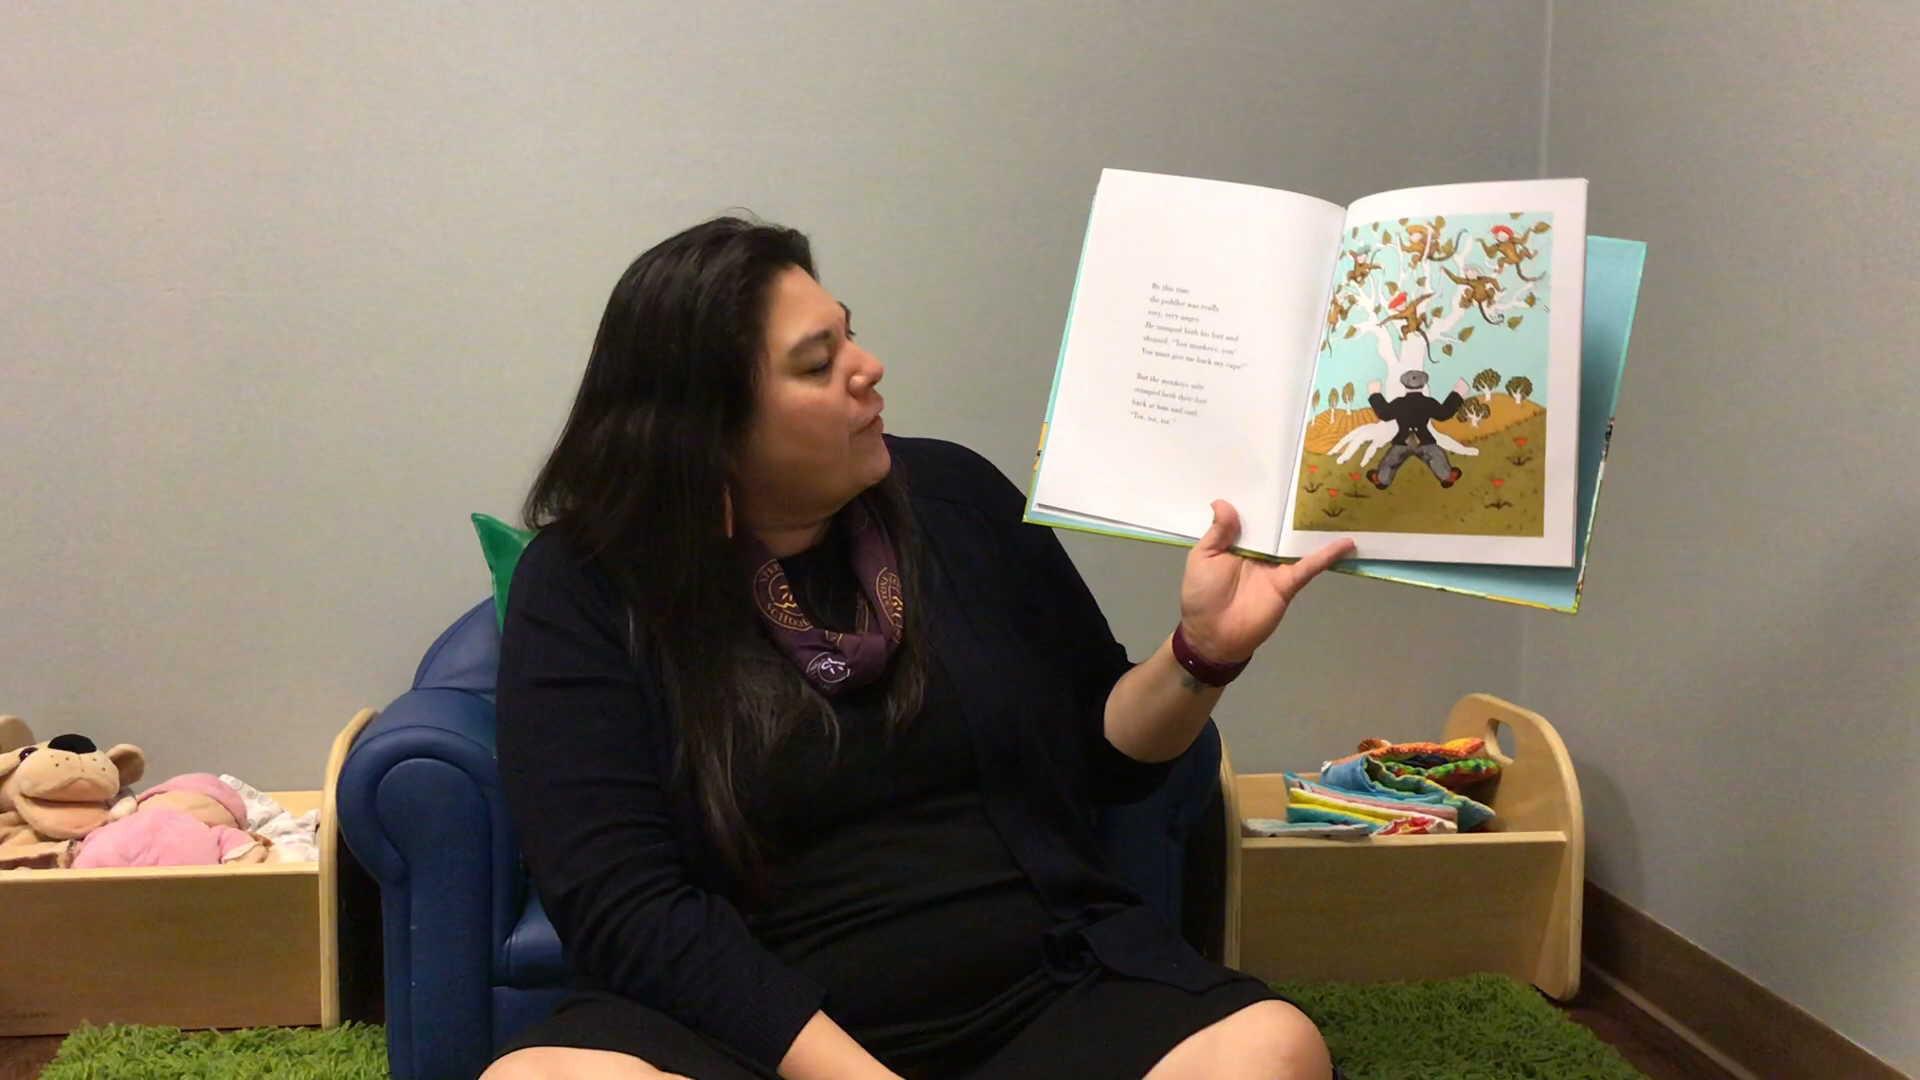 By this time
the peddler was really
very, very angry.
He stamped both his feet and
shouted, "You monkeys, you!
You must give me back my caps!"
But the monkeys only
stamped both their feet
back at him and said,
"Tsz, tsz, tsz."
SCHOOL